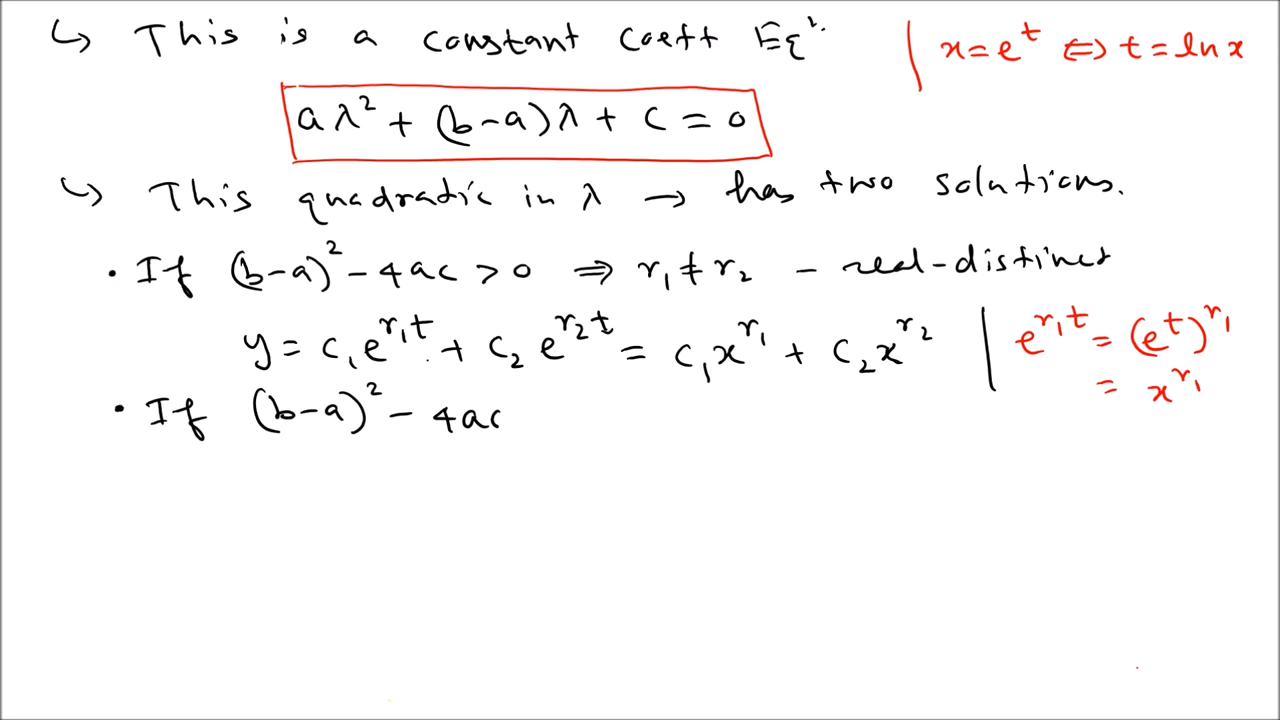 ↳ This is a constant coeff Eqⁿ. | x = e^t ⇔ t = ln x
aλ² + (b-a)λ + c = 0
↳ This quadratic in λ → has two solutions.
· If (b-a)² - 4ac > 0 ⇒ r₁ ≠ r₂ - real-distinct
y = c₁e^{r₁t} + c₂e^{r₂t} = c₁x^{r₁} + c₂x^{r₂} | e^{r₁t} = (e^t)^{r₁}
= x^{r₁}
· If (b-a)² - 4ac